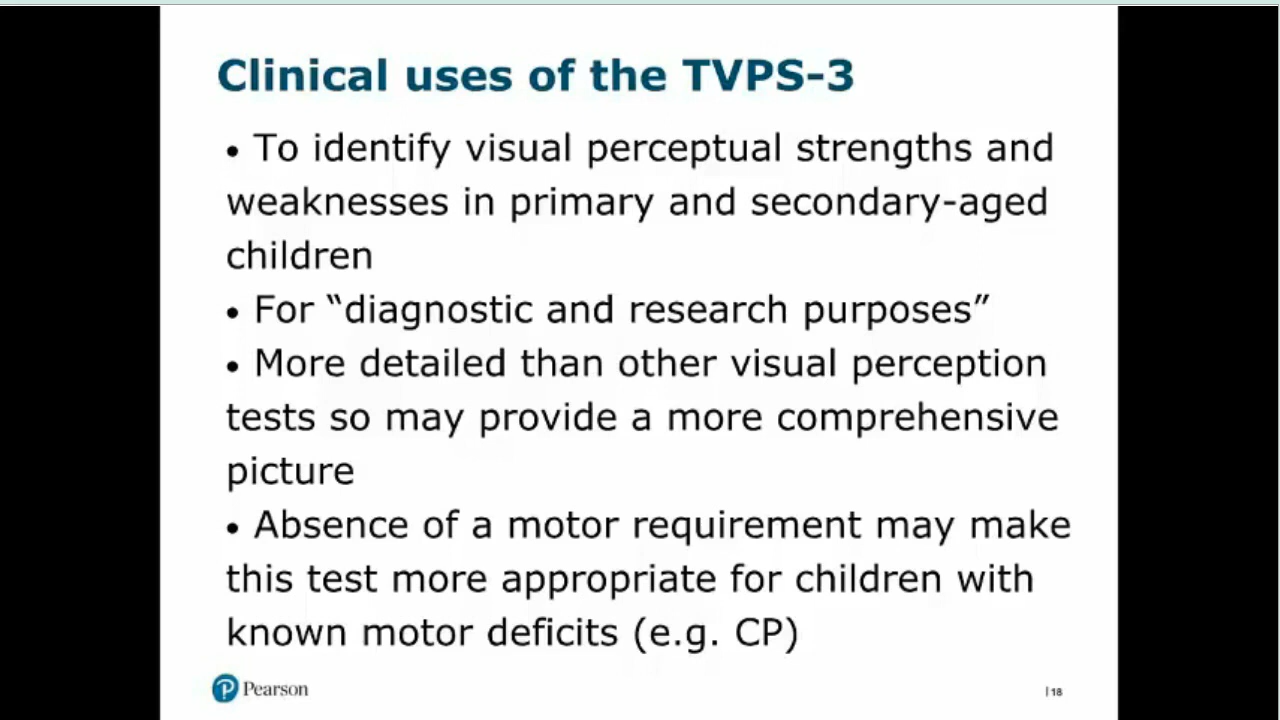 Clinical uses of the TVPS-3
• To identify visual perceptual strengths and
weaknesses in primary and secondary-aged
children
• For “diagnostic and research purposes”
• More detailed than other visual perception
tests so may provide a more comprehensive
picture
• Absence of a motor requirement may make
this test more appropriate for children with
known motor deficits (e.g. CP)
P Pearson
| 18